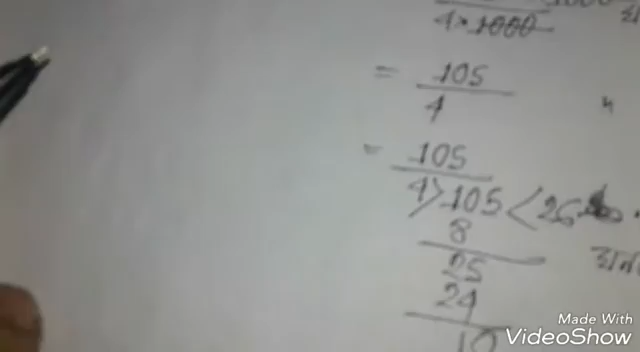 4×1000
= 105
4
= 105
4) 105 ( 26
8
25
24
10
Made With
VideoShow